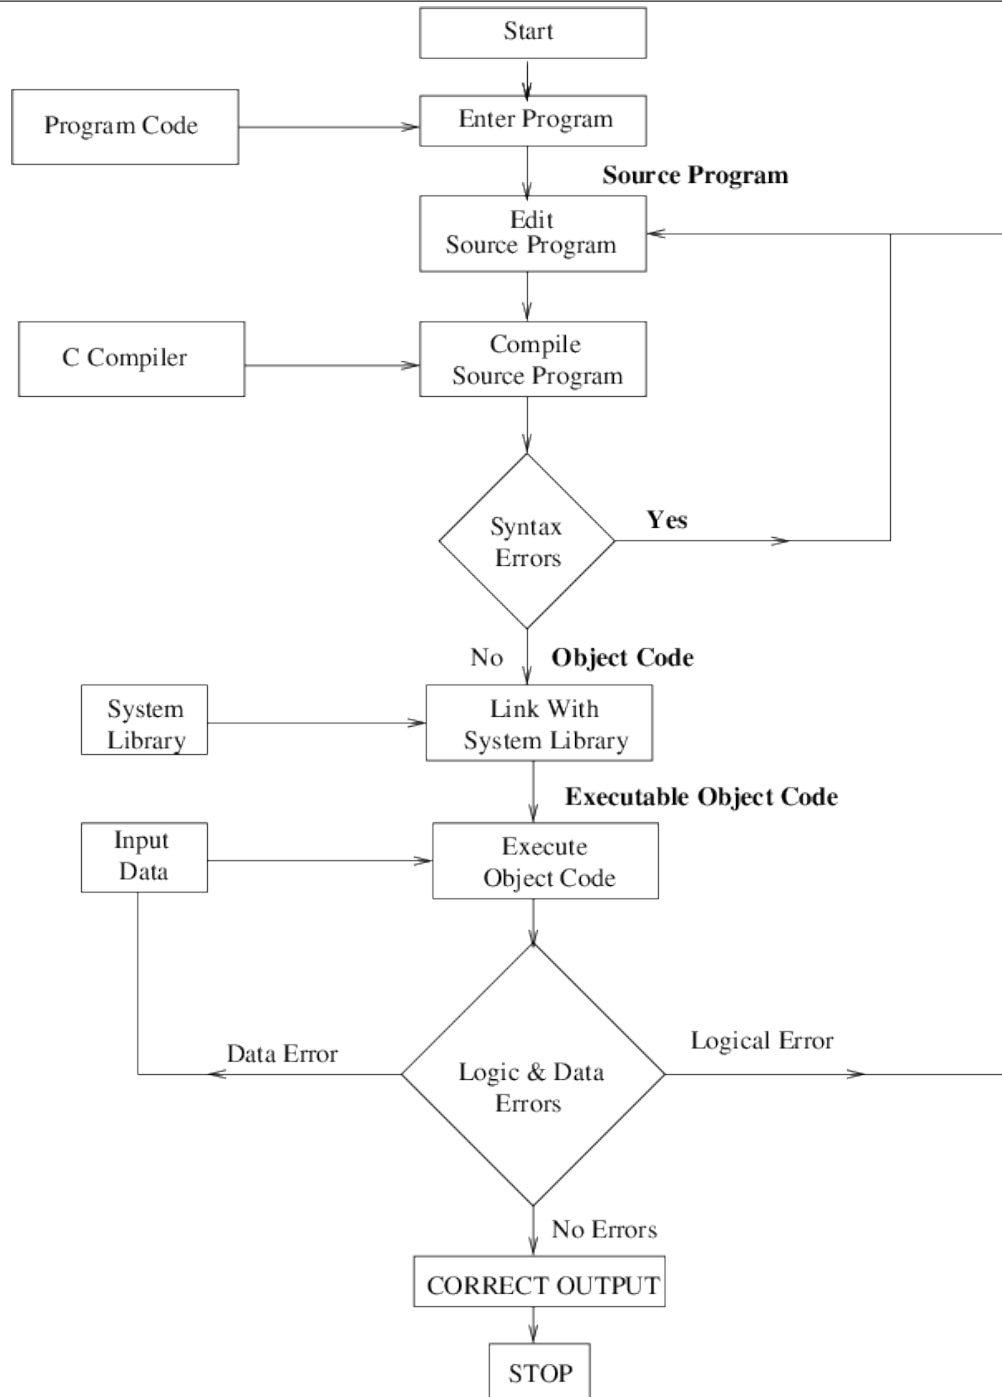 Start
Program Code
Enter Program
Source Program
Edit
Source Program
C Compiler
Compile
Source Program
Syntax
Errors
Yes
No
Object Code
System
Library
Link With
System Library
Executable Object Code
Input
Data
Execute
Object Code
Data Error
Logical Error
Logic & Data
Errors
No Errors
CORRECT OUTPUT
STOP